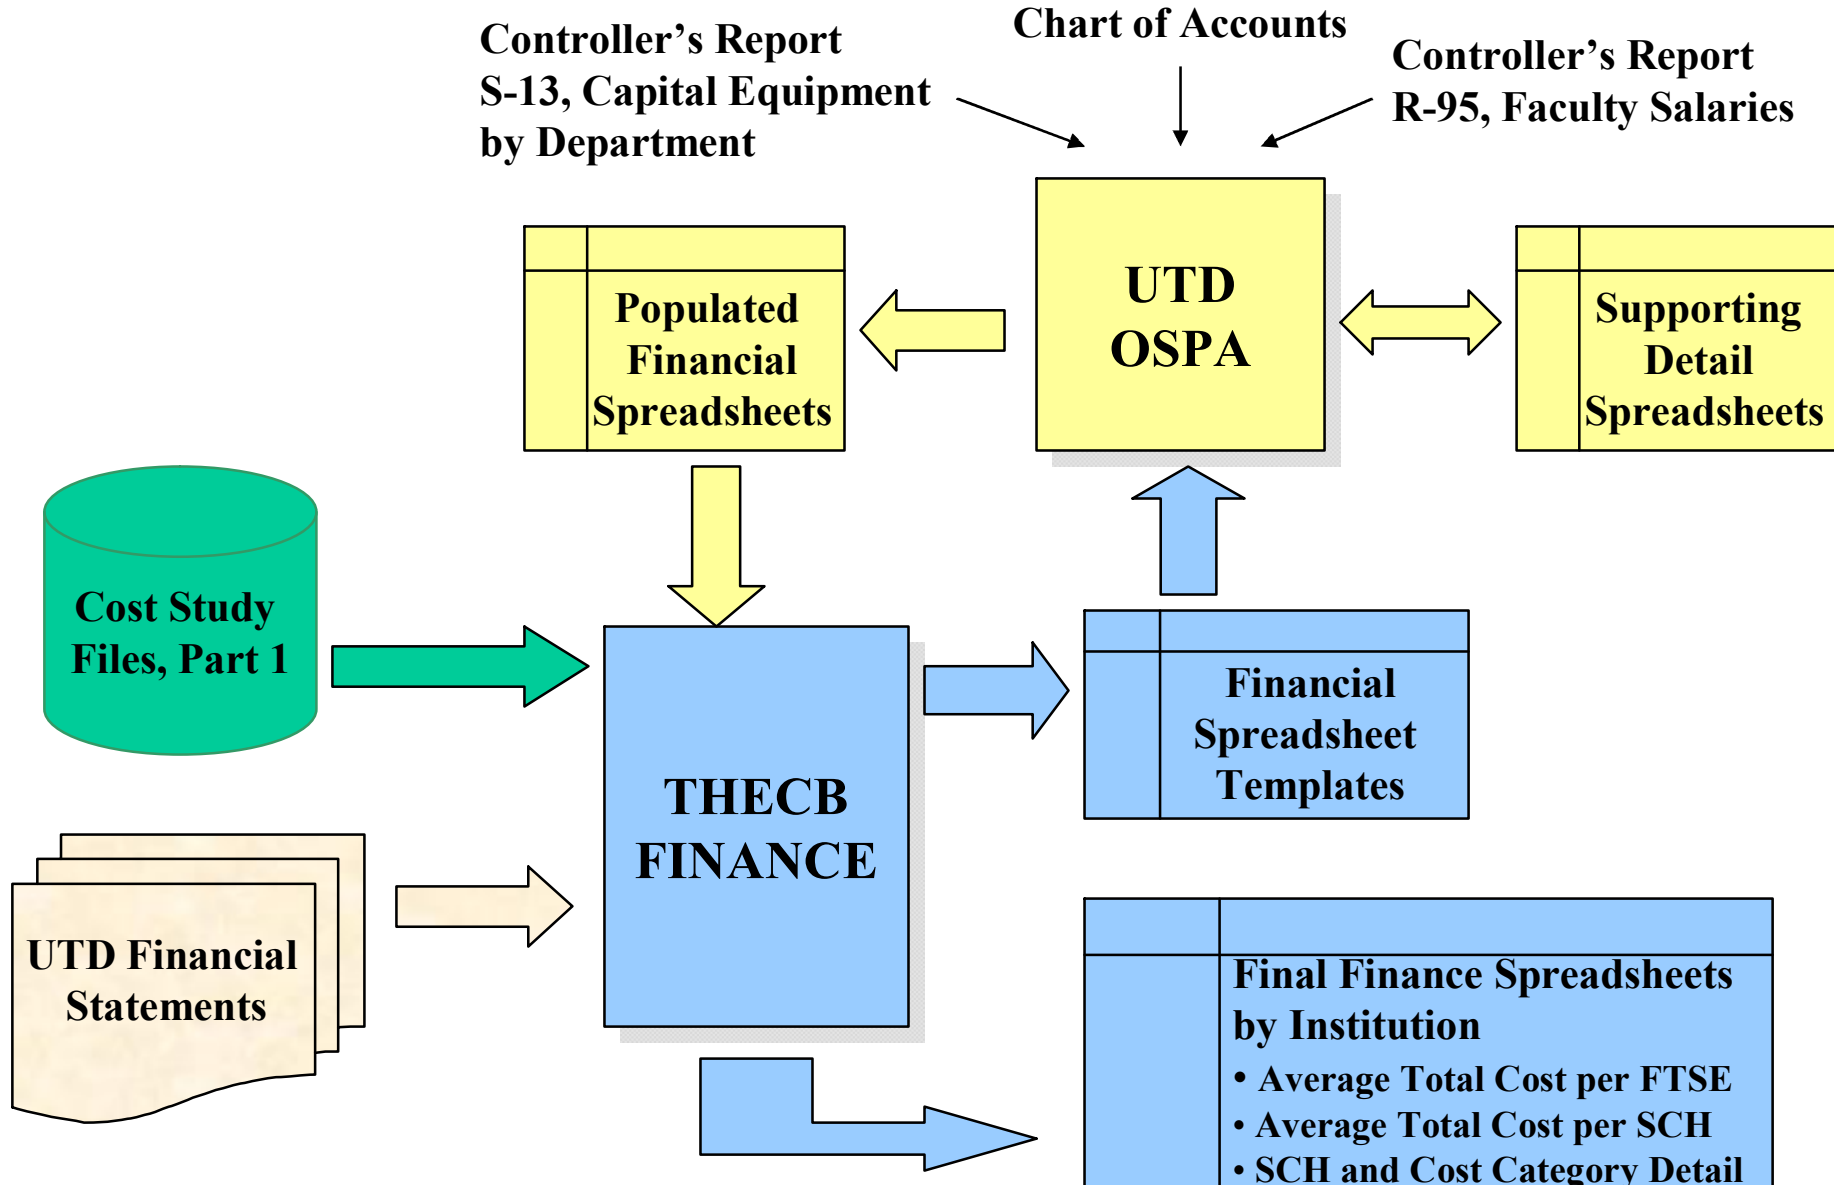 Chart of Accounts
Controller’s Report
S-13, Capital Equipment
by Department
Controller’s Report
R-95, Faculty Salaries
Populated
Financial
Spreadsheets
UTD
OSPA
Supporting
Detail
Spreadsheets
Cost Study
Files, Part 1
THECB
FINANCE
Financial
Spreadsheet
Templates
UTD Financial
Statements
Final Finance Spreadsheets
by Institution
• Average Total Cost per FTSE
• Average Total Cost per SCH
• SCH and Cost Category Detail